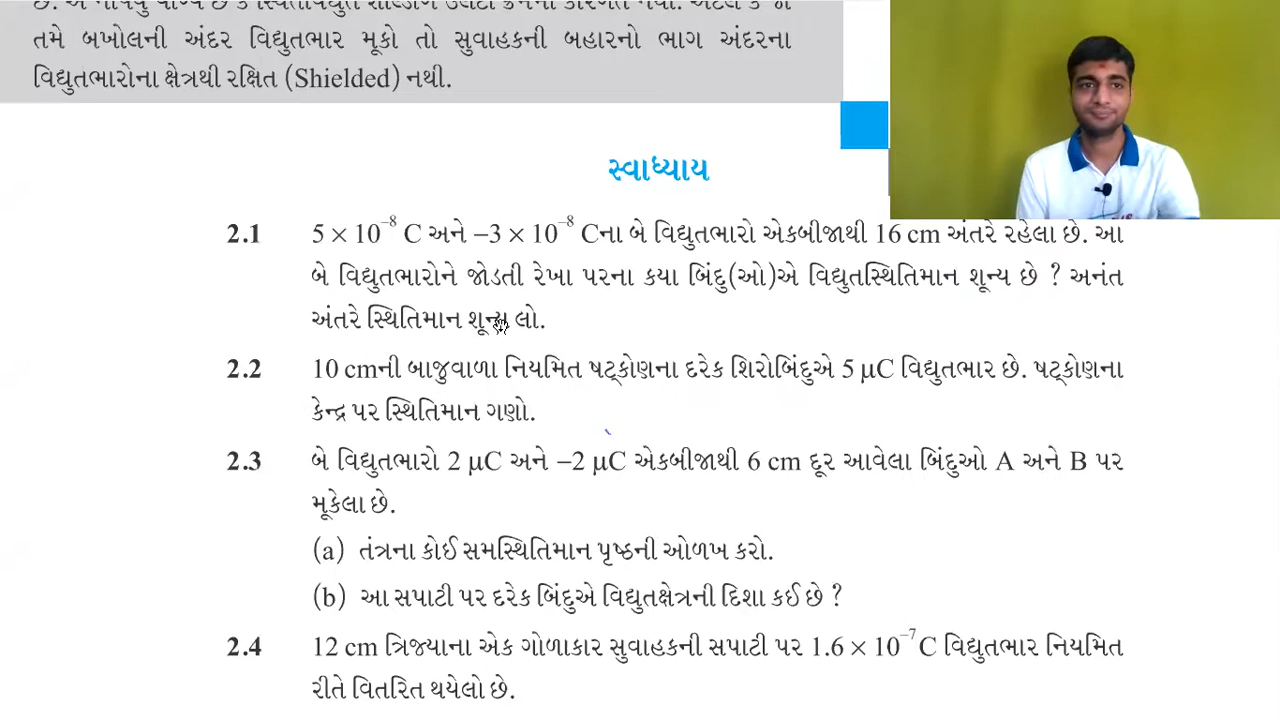 તમે બખોલની અંદર વિદ્યુતભાર મૂકો તો સુવાહકની બહારનો ભાગ અંદરના
વિદ્યુતભારોના ક્ષેત્રથી રક્ષિત (Shielded) નથી.
સ્વાધ્યાય
2.1 5 × 10⁻⁸ C અને –3 × 10⁻⁸ Cના બે વિદ્યુતભારો એકબીજાથી 16 cm અંતરે રહેલા છે. આ
બે વિદ્યુતભારોને જોડતી રેખા પરના કયા બિંદુ(ઓ)એ વિદ્યુતસ્થિતિમાન શૂન્ય છે ? અનંત
અંતરે સ્થિતિમાન શૂન્ય લો.
2.2 10 cmની બાજુવાળા નિયમિત ષટ્કોણના દરેક શિરોબિંદુએ 5 μC વિદ્યુતભાર છે. ષટ્કોણના
કેન્દ્ર પર સ્થિતિમાન ગણો.
2.3 બે વિદ્યુતભારો 2 μC અને –2 μC એકબીજાથી 6 cm દૂર આવેલા બિંદુઓ A અને B પર
મૂકેલા છે.
(a) તંત્રના કોઈ સમસ્થિતિમાન પૃષ્ઠની ઓળખ કરો.
(b) આ સપાટી પર દરેક બિંદુએ વિદ્યુતક્ષેત્રની દિશા કઈ છે ?
2.4 12 cm ત્રિજ્યાના એક ગોળાકાર સુવાહકની સપાટી પર 1.6 × 10⁻⁷ C વિદ્યુતભાર નિયમિત
રીતે વિતરિત થયેલો છે.